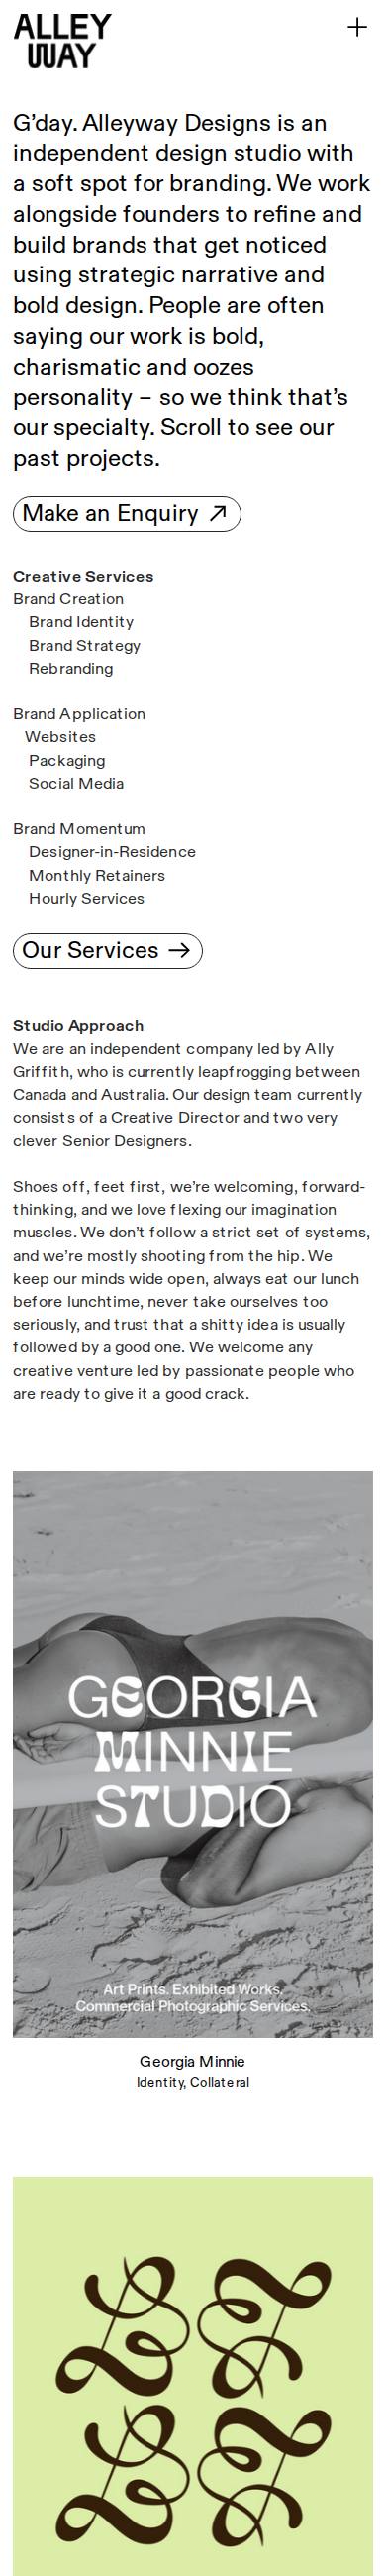 ALLEY
WAY
G’day. Alleyway Designs is an
independent design studio with
a soft spot for branding. We work
alongside founders to refine and
build brands that get noticed
using strategic narrative and
bold design. People are often
saying our work is bold,
charismatic and oozes
personality – so we think that’s
our specialty. Scroll to see our
past projects.
Make an Enquiry ↗
Creative Services
Brand Creation
Brand Identity
Brand Strategy
Rebranding
Brand Application
Websites
Packaging
Social Media
Brand Momentum
Designer-in-Residence
Monthly Retainers
Hourly Services
Our Services →
Studio Approach
We are an independent company led by Ally
Griffith, who is currently leapfrogging between
Canada and Australia. Our design team currently
consists of a Creative Director and two very
clever Senior Designers.
Shoes off, feet first, we’re welcoming, forward-
thinking, and we love flexing our imagination
muscles. We don’t follow a strict set of systems,
and we’re mostly shooting from the hip. We
keep our minds wide open, always eat our lunch
before lunchtime, never take ourselves too
seriously, and trust that a shitty idea is usually
followed by a good one. We welcome any
creative venture led by passionate people who
are ready to give it a good crack.
GEORGIA
MINNIE
STUDIO
Art Prints. Exhibited Works.
Commercial Photographic Services.
Georgia Minnie
Identity, Collateral